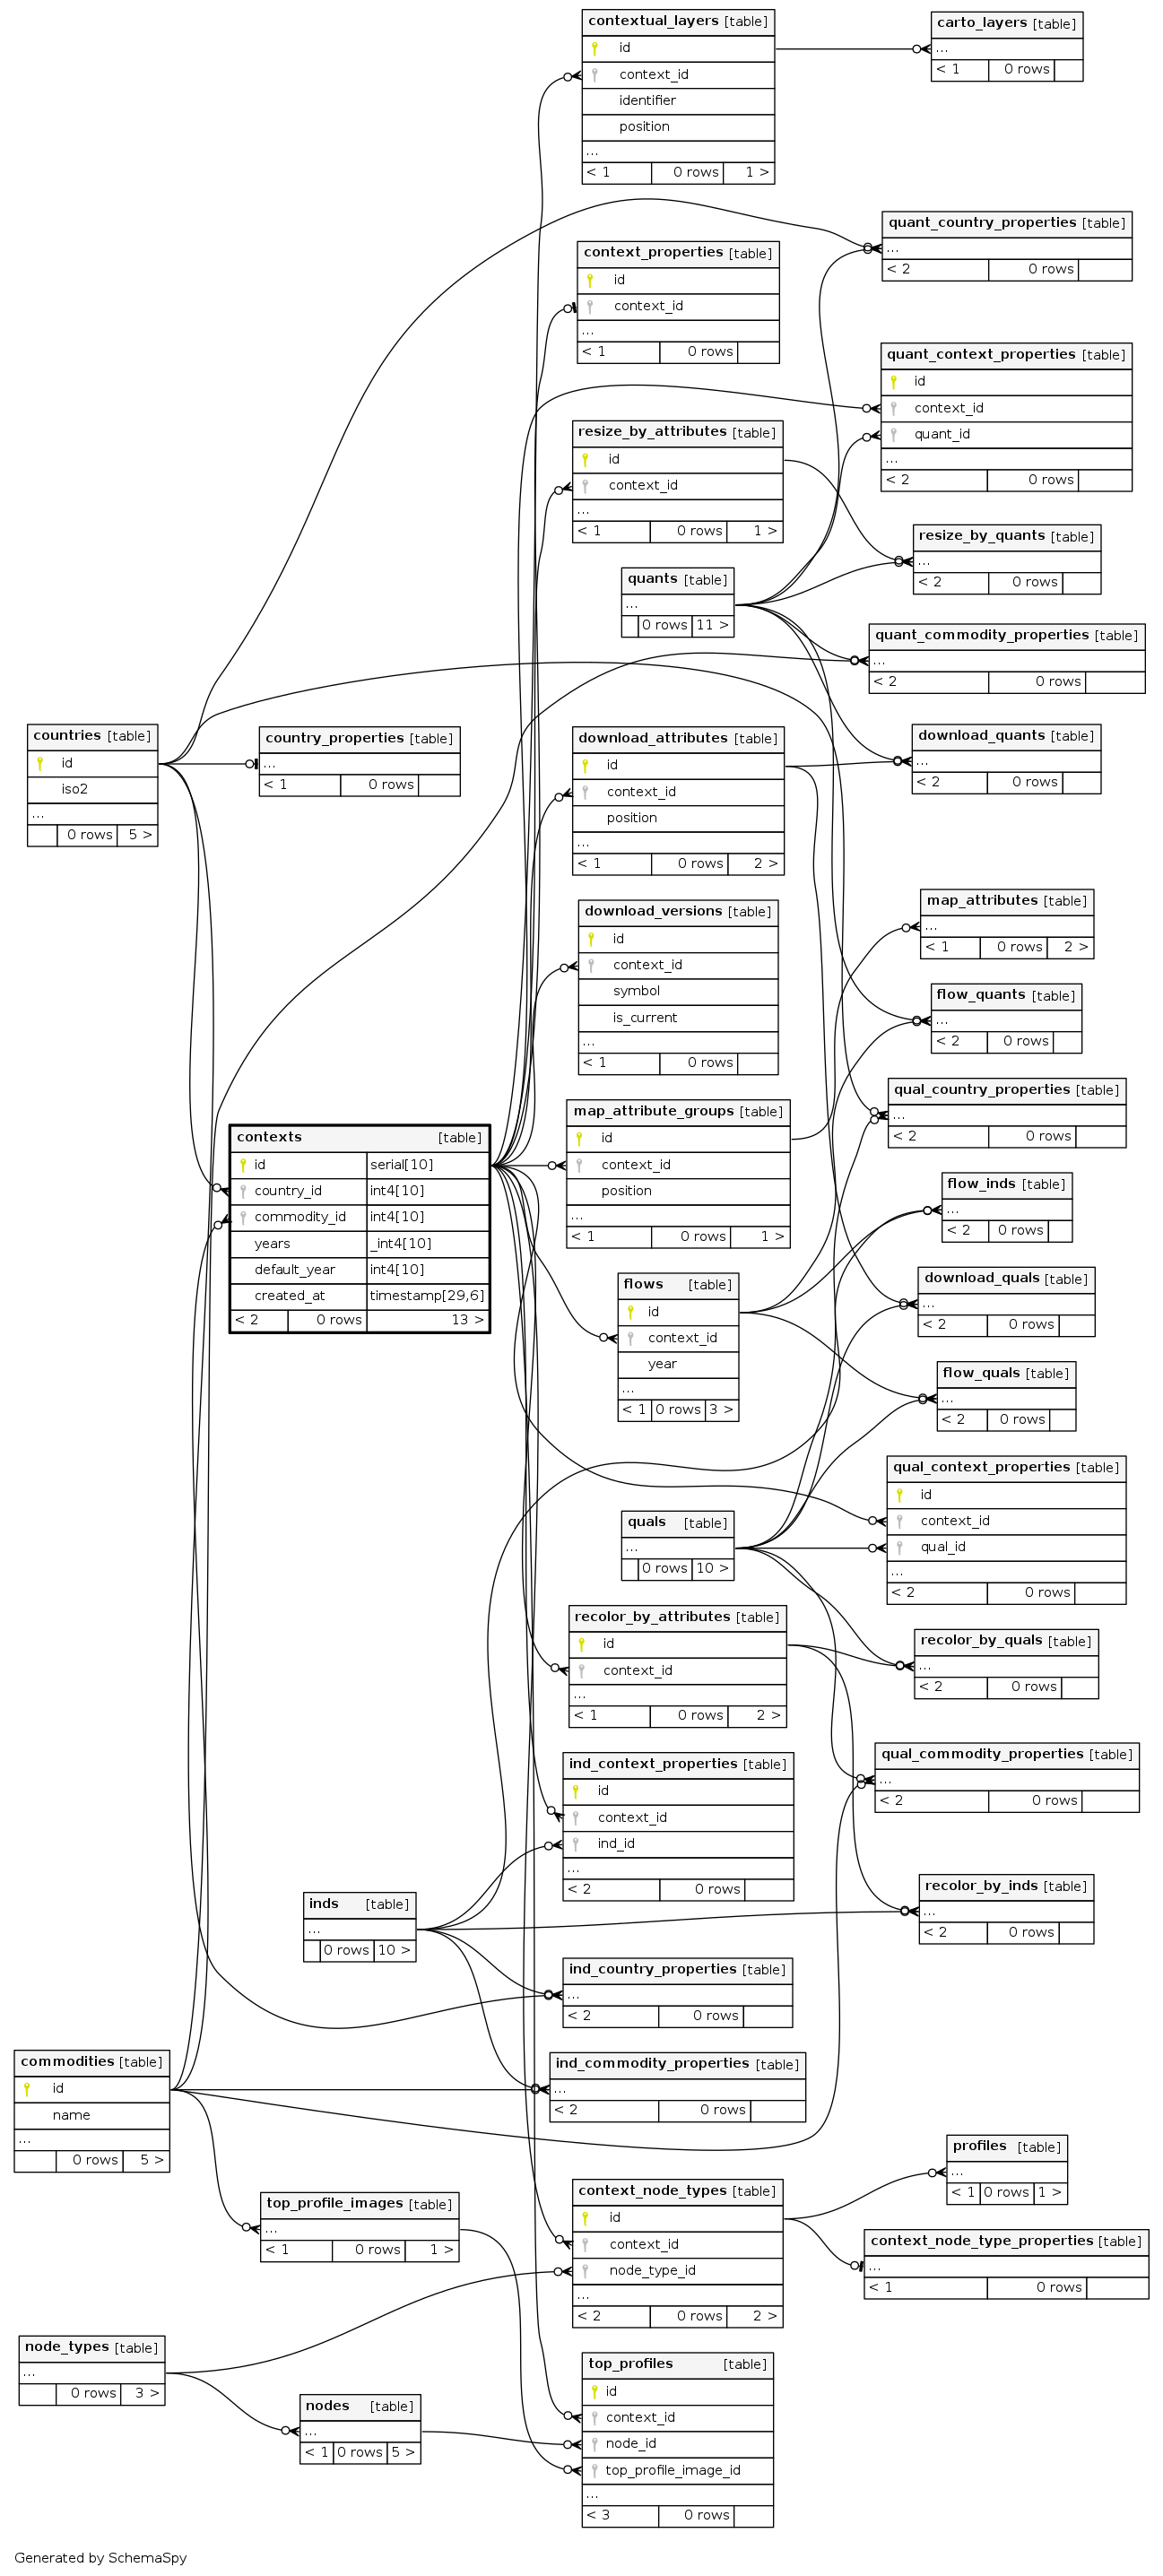 contextual_layers [table]
id
context_id
identifier
position
...
< 1 0 rows 1 >
carto_layers [table]
...
< 1 0 rows
quant_country_properties [table]
...
< 2 0 rows
context_properties [table]
id
context_id
...
< 1 0 rows
quant_context_properties [table]
id
context_id
quant_id
...
< 2 0 rows
resize_by_attributes [table]
id
context_id
...
< 1 0 rows 1 >
resize_by_quants [table]
...
< 2 0 rows
quants [table]
...
0 rows 11 >
quant_commodity_properties [table]
...
< 2 0 rows
countries [table]
id
iso2
...
0 rows 5 >
country_properties [table]
...
< 1 0 rows
download_attributes [table]
id
context_id
position
...
< 1 0 rows 2 >
download_quants [table]
...
< 2 0 rows
download_versions [table]
id
context_id
symbol
is_current
...
< 1 0 rows
map_attributes [table]
...
< 1 0 rows 2 >
flow_quants [table]
...
< 2 0 rows
qual_country_properties [table]
...
< 2 0 rows
contexts [table]
id serial[10]
country_id int4[10]
commodity_id int4[10]
years _int4[10]
default_year int4[10]
created_at timestamp[29,6]
< 2 0 rows 13 >
map_attribute_groups [table]
id
context_id
position
...
< 1 0 rows 1 >
flow_inds [table]
...
< 2 0 rows
flows [table]
id
context_id
year
...
< 1 0 rows 3 >
download_quals [table]
...
< 2 0 rows
flow_quals [table]
...
< 2 0 rows
qual_context_properties [table]
id
context_id
qual_id
...
< 2 0 rows
quals [table]
...
0 rows 10 >
recolor_by_attributes [table]
id
context_id
...
< 1 0 rows 2 >
recolor_by_quals [table]
...
< 2 0 rows
ind_context_properties [table]
id
context_id
ind_id
...
< 2 0 rows
qual_commodity_properties [table]
...
< 2 0 rows
inds [table]
...
0 rows 10 >
recolor_by_inds [table]
...
< 2 0 rows
ind_country_properties [table]
...
< 2 0 rows
commodities [table]
id
name
...
0 rows 5 >
ind_commodity_properties [table]
...
< 2 0 rows
profiles [table]
...
< 1 0 rows 1 >
top_profile_images [table]
...
< 1 0 rows 1 >
context_node_types [table]
id
context_id
node_type_id
...
< 2 0 rows 2 >
context_node_type_properties [table]
...
< 1 0 rows
node_types [table]
...
0 rows 3 >
nodes [table]
...
< 1 0 rows 5 >
top_profiles [table]
id
context_id
node_id
top_profile_image_id
...
< 3 0 rows
Generated by SchemaSpy